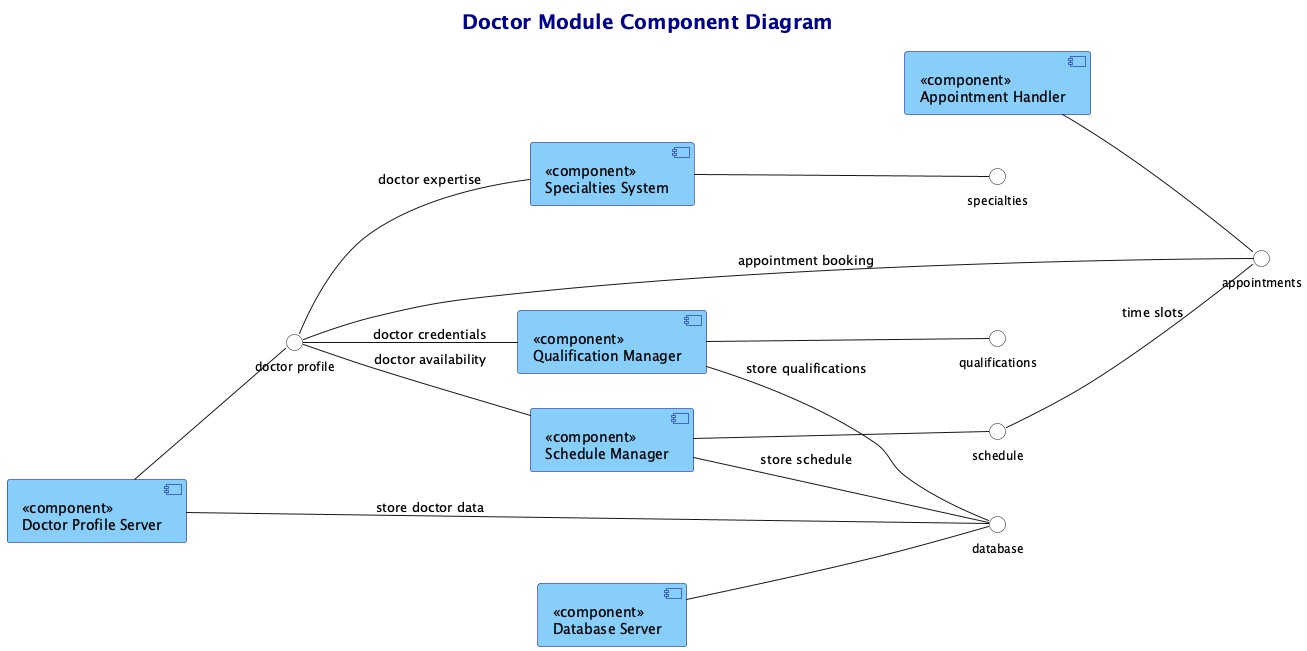 Doctor Module Component Diagram
«component»
Appointment Handler
doctor expertise
«component»
Specialties System
specialties
appointment booking
appointments
time slots
doctor credentials
doctor availability
doctor profile
«component»
Qualification Manager
qualifications
store qualifications
«component»
Schedule Manager
schedule
store schedule
«component»
Doctor Profile Server
store doctor data
database
«component»
Database Server